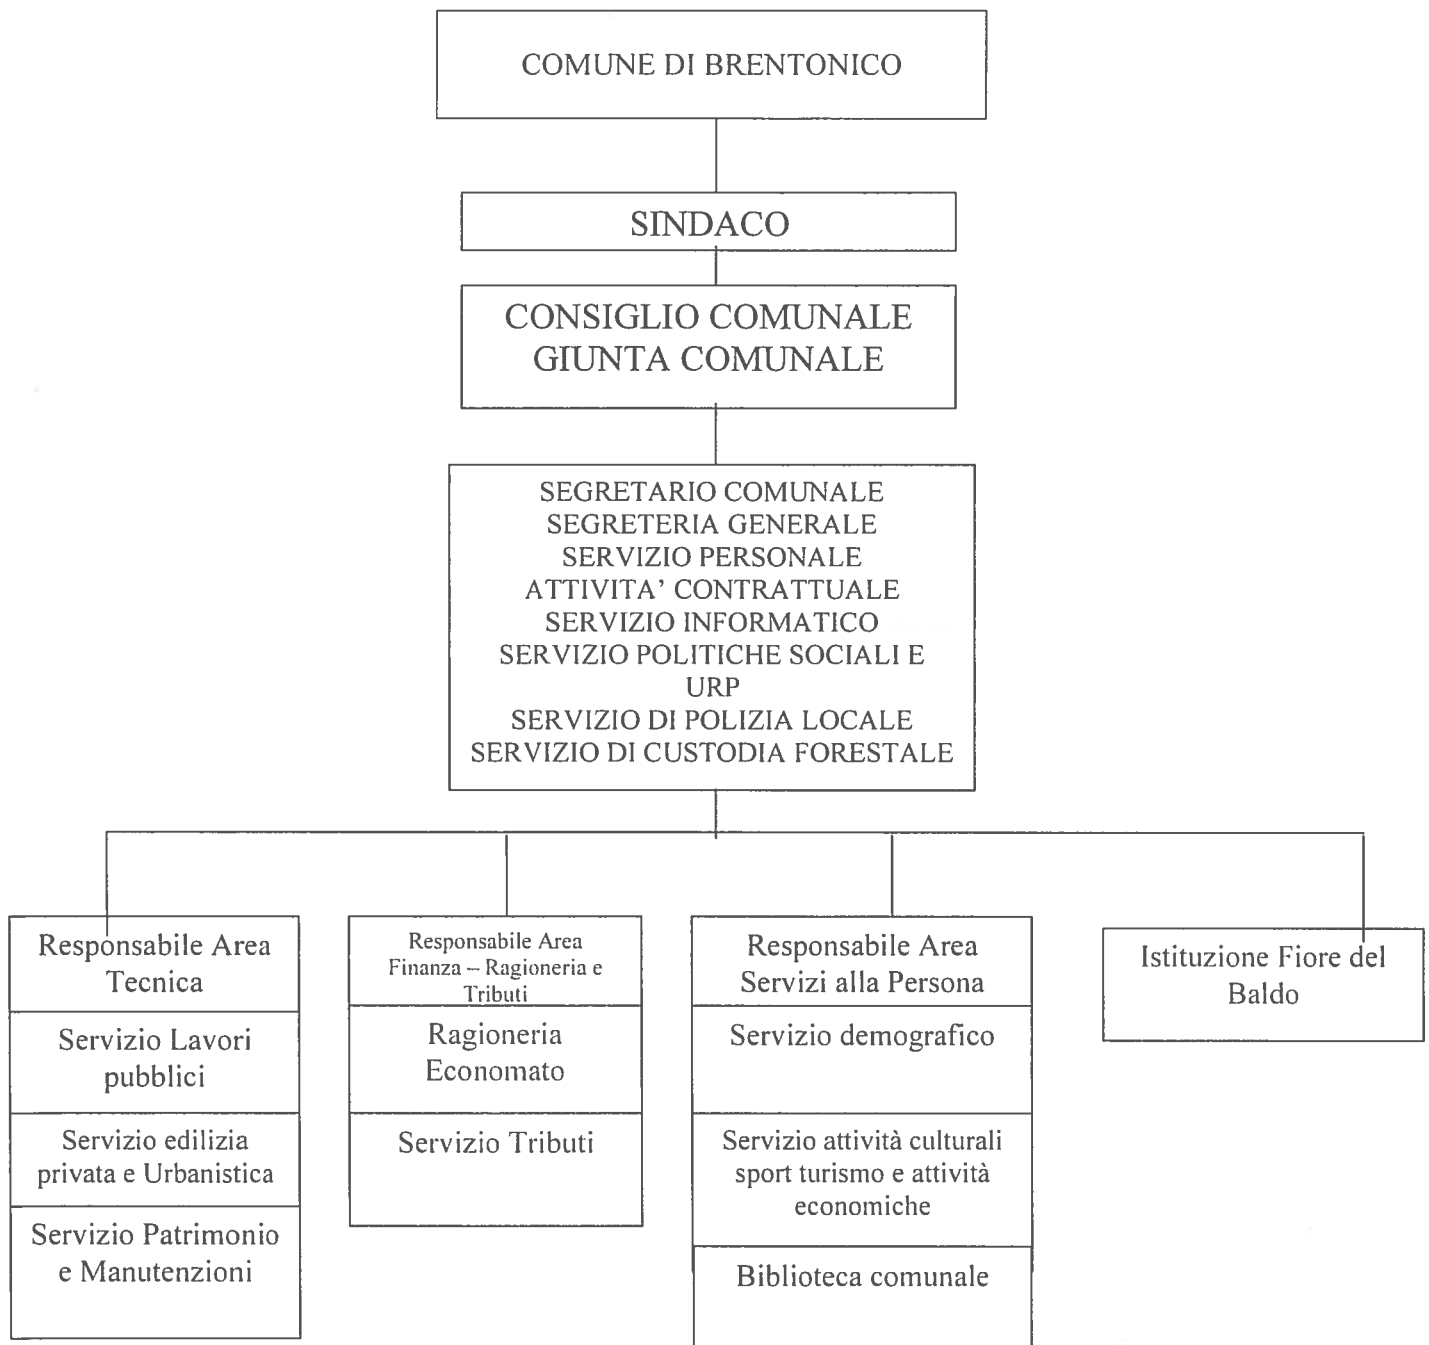 COMUNE DI BRENTONICO
SINDACO
CONSIGLIO COMUNALE
GIUNTA COMUNALE
SEGRETARIO COMUNALE
SEGRETERIA GENERALE
SERVIZIO PERSONALE
ATTIVITA’ CONTRATTUALE
SERVIZIO INFORMATICO
SERVIZIO POLITICHE SOCIALI E
URP
SERVIZIO DI POLIZIA LOCALE
SERVIZIO DI CUSTODIA FORESTALE
Responsabile Area
Tecnica
Servizio Lavori
pubblici
Servizio edilizia
privata e Urbanistica
Servizio Patrimonio
e Manutenzioni
Responsabile Area
Finanza – Ragioneria e
Tributi
Ragioneria
Economato
Servizio Tributi
Responsabile Area
Servizi alla Persona
Servizio demografico
Servizio attività culturali
sport turismo e attività
economiche
Biblioteca comunale
Istituzione Fiore del
Baldo